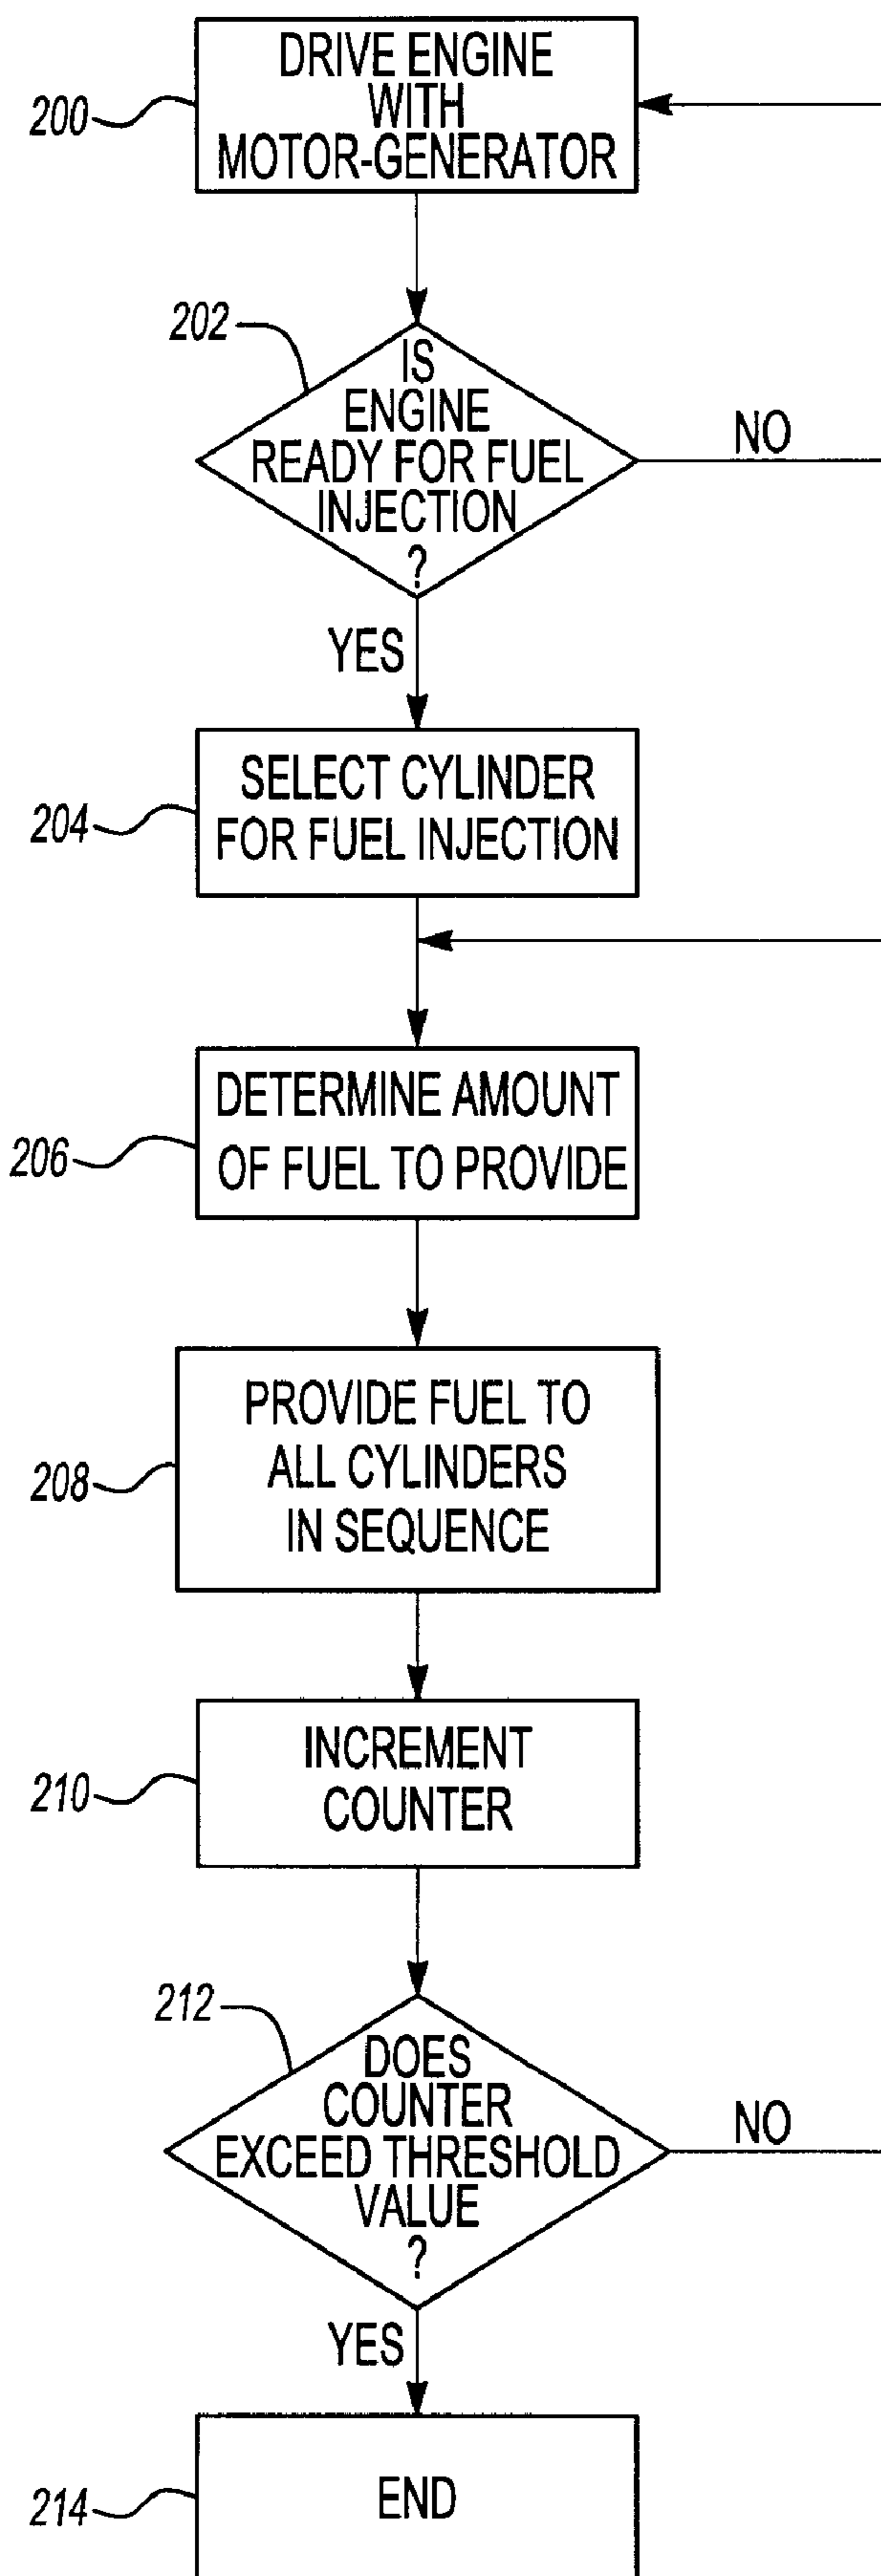 DRIVE ENGINE
WITH
MOTOR-GENERATOR
200
202
IS
ENGINE
READY FOR FUEL
INJECTION
?
NO
YES
204
SELECT CYLINDER
FOR FUEL INJECTION
206
DETERMINE AMOUNT
OF FUEL TO PROVIDE
208
PROVIDE FUEL TO
ALL CYLINDERS
IN SEQUENCE
210
INCREMENT
COUNTER
212
DOES
COUNTER
EXCEED THRESHOLD
VALUE
?
NO
YES
214
END